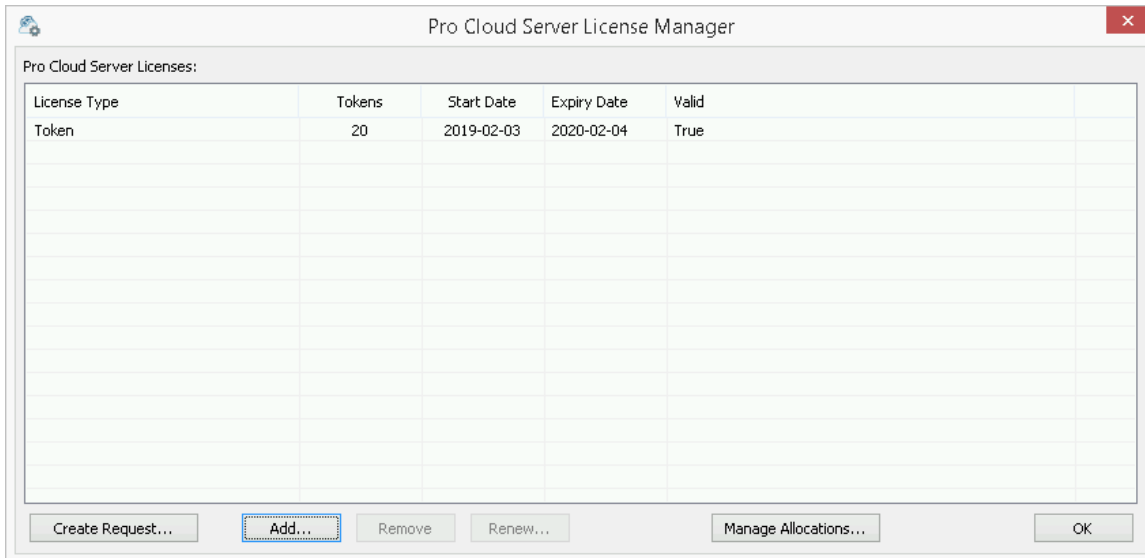 Pro Cloud Server License Manager
Pro Cloud Server Licenses:
License Type Tokens Start Date Expiry Date Valid
Token 20 2019-02-03 2020-02-04 True
Create Request... Add... Remove Renew... Manage Allocations... OK